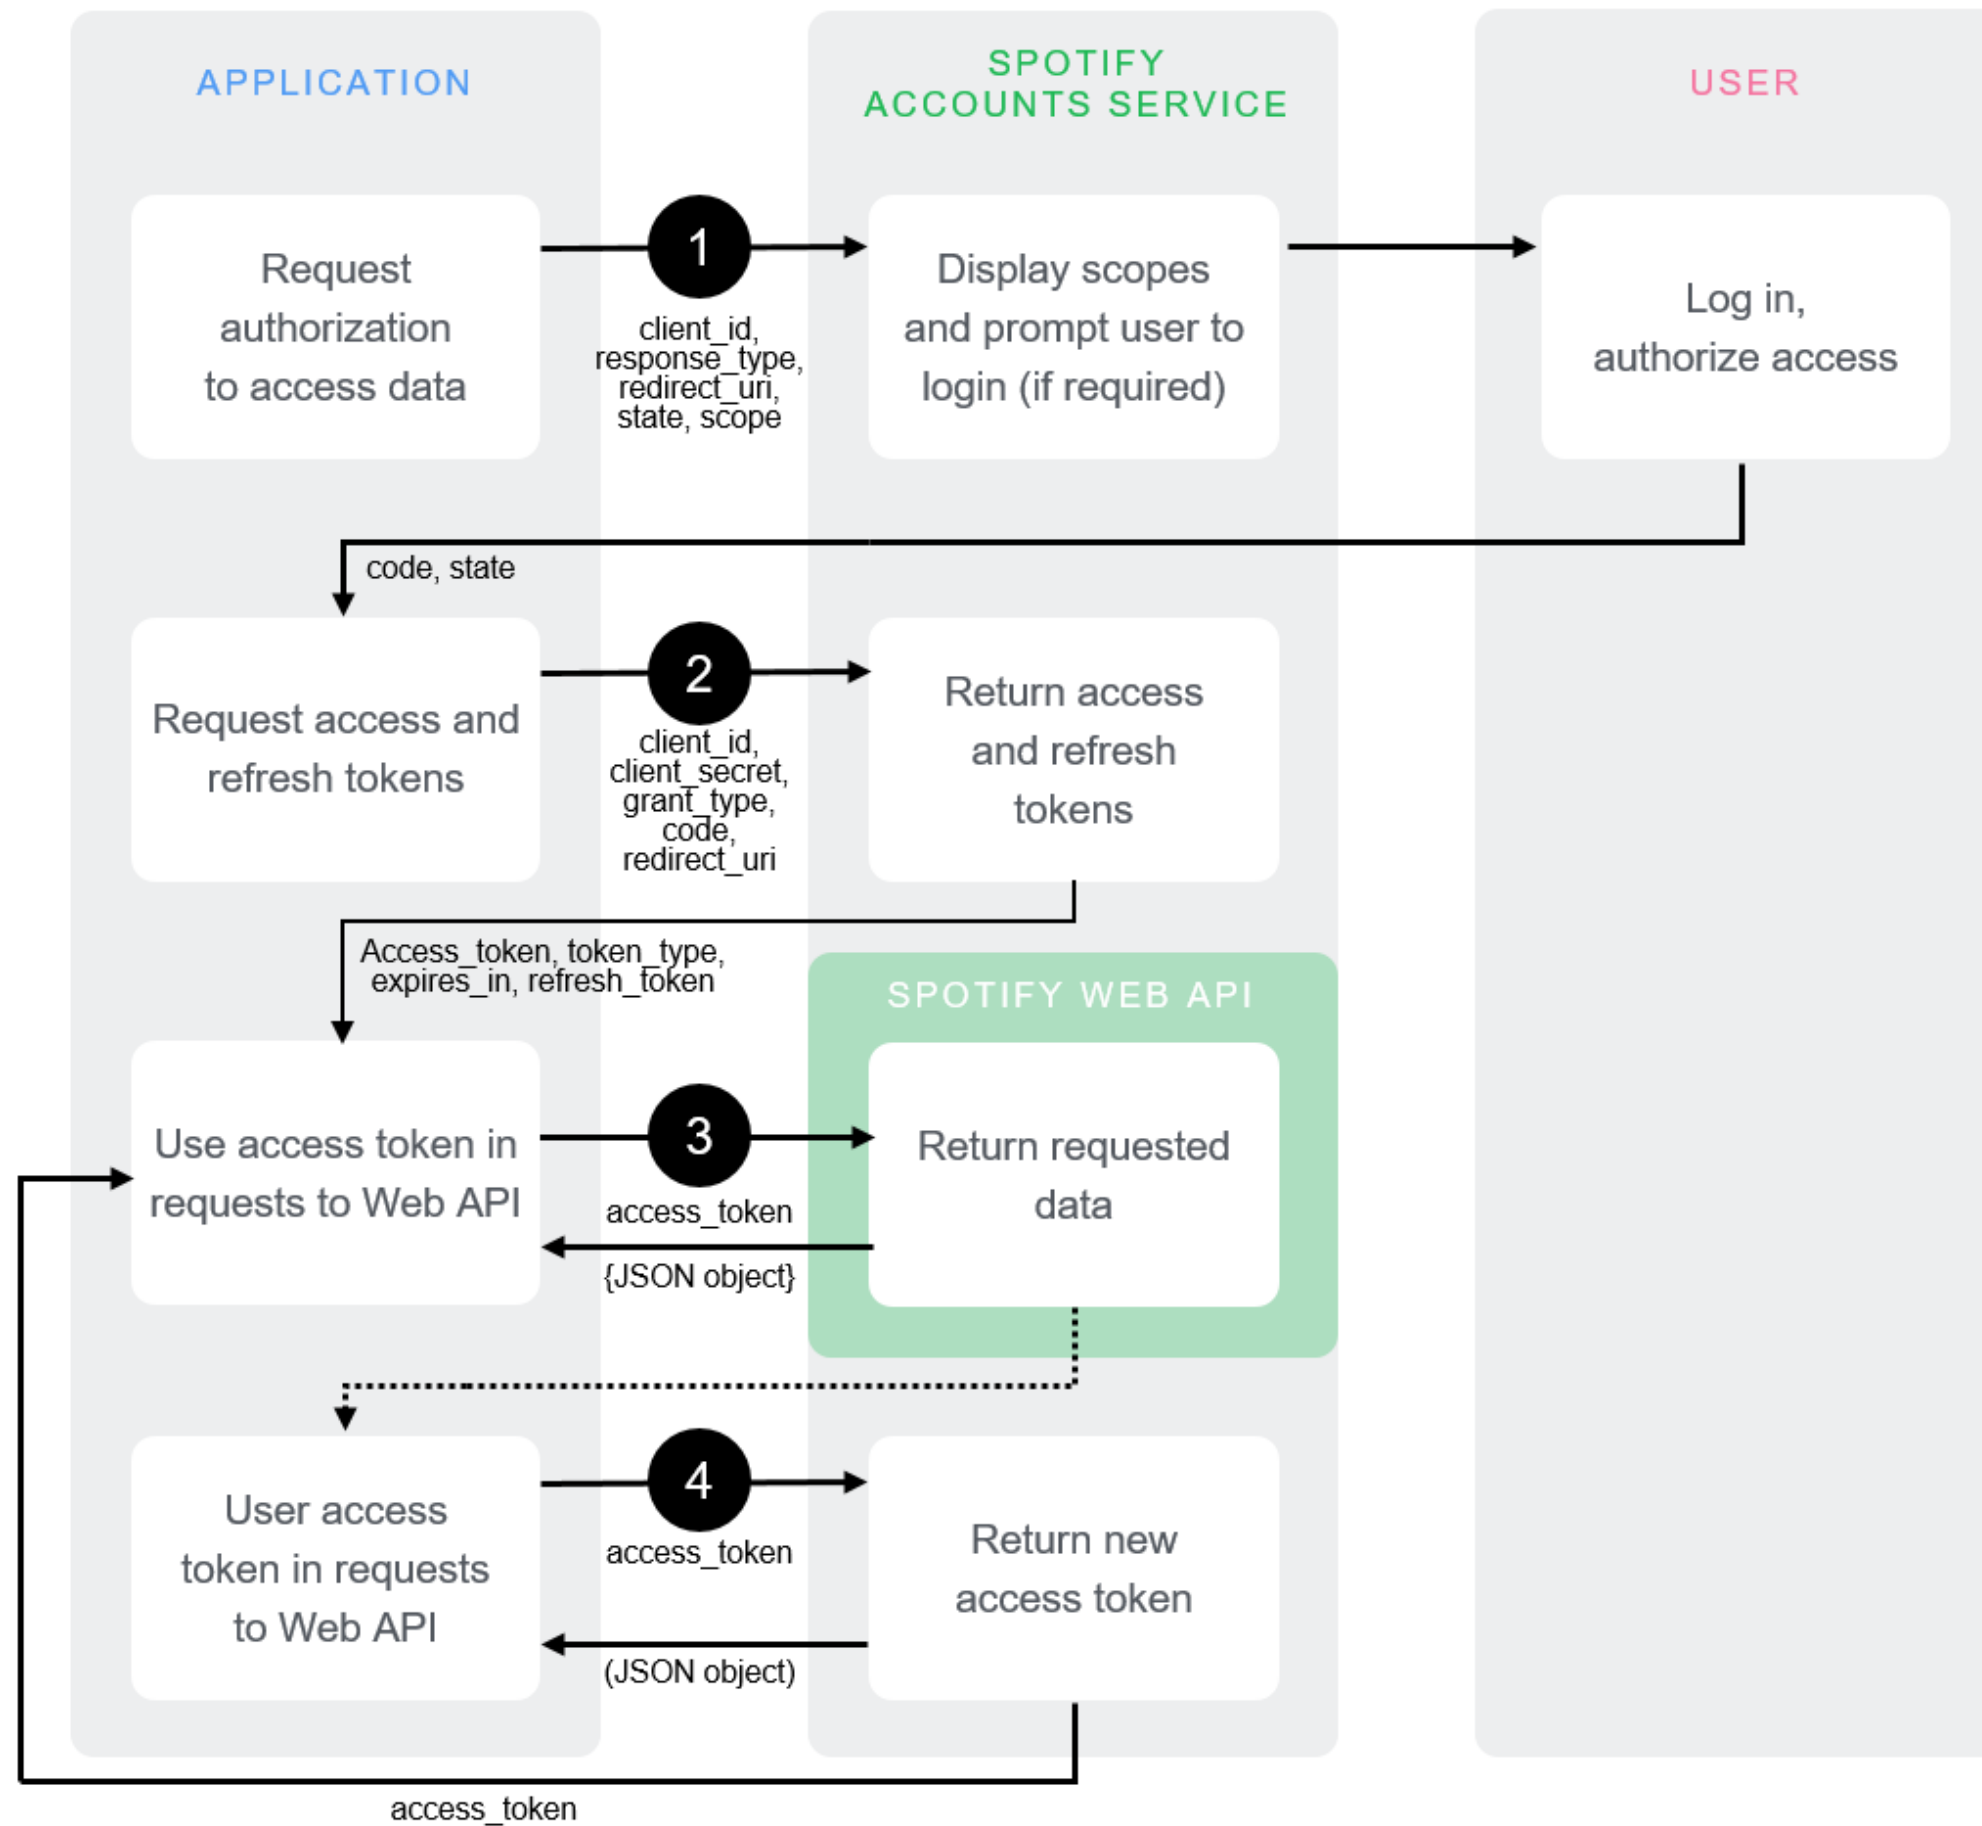 APPLICATION
SPOTIFY
ACCOUNTS SERVICE
USER
Request
authorization
to access data
1
client_id,
response_type,
redirect_uri,
state, scope
Display scopes
and prompt user to
login (if required)
Log in,
authorize access
code, state
Request access and
refresh tokens
2
client_id,
client_secret,
grant_type,
code,
redirect_uri
Return access
and refresh
tokens
Access_token, token_type,
expires_in, refresh_token
SPOTIFY WEB API
Use access token in
requests to Web API
3
access_token
{JSON object}
Return requested
data
User access
token in requests
to Web API
4
access_token
(JSON object)
Return new
access token
access_token